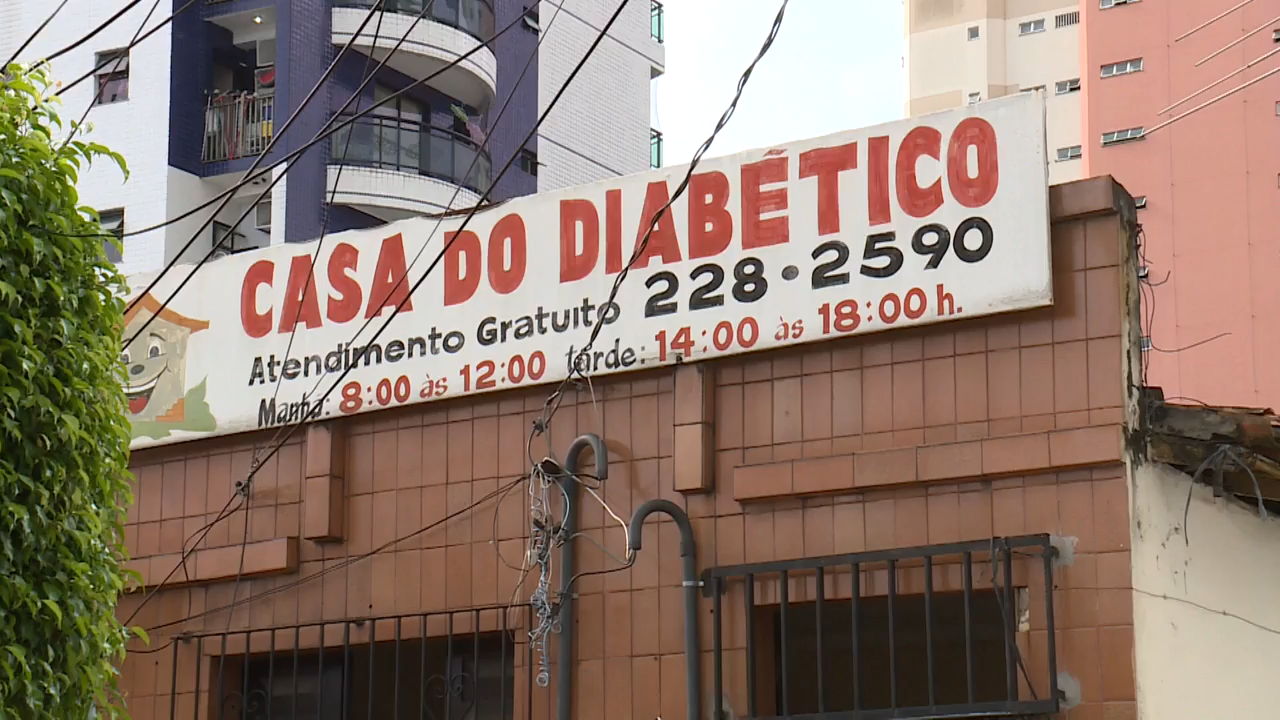 CASA DO DIABÉTICO
Atendimento Gratuito 228·2590
Manhã: 8:00 às 12:00 tarde: 14:00 às 18:00 h.